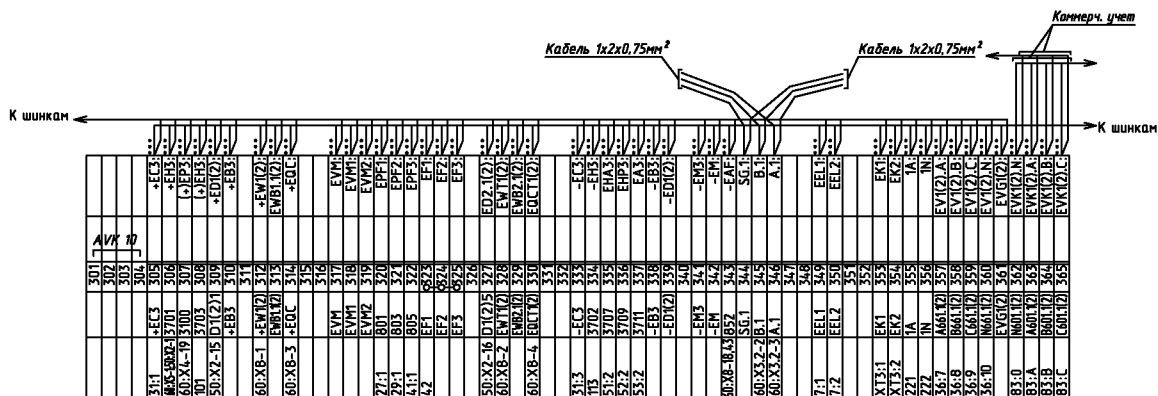 Коммерч. учет
Кабель 1х2х0,75мм²
Кабель 1х2х0,75мм²
К шинкам
К шинкам
+EC3
+EH3
(+)EP3
(+)EH3
+ED1(2)
+EB3
+EW1(2)
EWB1.1(2)
+EQC
EVM
EVM1
EVM2
EPF1
EPF2
EPF3
EF1
EF2
EF3
ED2.1(2)
EWT1(2)
EWB2.1(2)
EQCT1(2)
-EC3
-EH3
EHA3
EHP3
EA3
-EB3
-ED1(2)
-EM3
-EM
-EAF
SG.1
B.1
A.1
EEL1
EEL2
EK1
EK2
1A
1N
EV1(2).A
EV1(2).B
EV1(2).C
EV1(2).N
EVG1(2)
EVK1(2).N
EVK1(2).A
EVK1(2).B
EVK1(2).C
AVK 10
301
302
303
304
305
306
307
308
309
310
311
312
313
314
315
316
317
318
319
320
321
322
323
324
325
326
327
328
329
330
331
332
333
334
335
336
337
338
339
340
341
342
343
344
345
346
347
348
349
350
351
352
353
354
355
356
357
358
359
360
361
362
363
364
365
+EC3
3701
3100
3703
D1(2)1
+EB3
+EW1(2)
EWB1(2)
+EQC
EVM
EVM1
EVM2
801
803
805
EF1
EF2
EF3
D1(2)5
EWT1(2)
EWB2.1(2)
EQCT1(2)
-EC3
3702
3707
3709
3711
-EB3
-ED1(2)
-EM3
-EM
852
SG.1
B.1
A.1
EEL1
EEL2
EK1
EK2
1A
1N
A661.1(2)
B661.1(2)
C661.1(2)
N661.1(2)
EVG1(2)
N601.1(2)
A601.1(2)
B601.1(2)
C601.1(2)
31:1
60:X4-19
101
50:X2-15
60:X8-1
60:X8-3
27:1
29:1
41:1
42
50:X2-16
60:X8-2
60:X8-4
31:3
113
51:2
52:2
53:2
60:X8-18,43
60:X3.2-2
60:X3.2-3
7:1
7:2
XT3:1
XT3:2
221
222
36:7
36:8
36:9
36:10
83:0
83:A
83:B
83:C